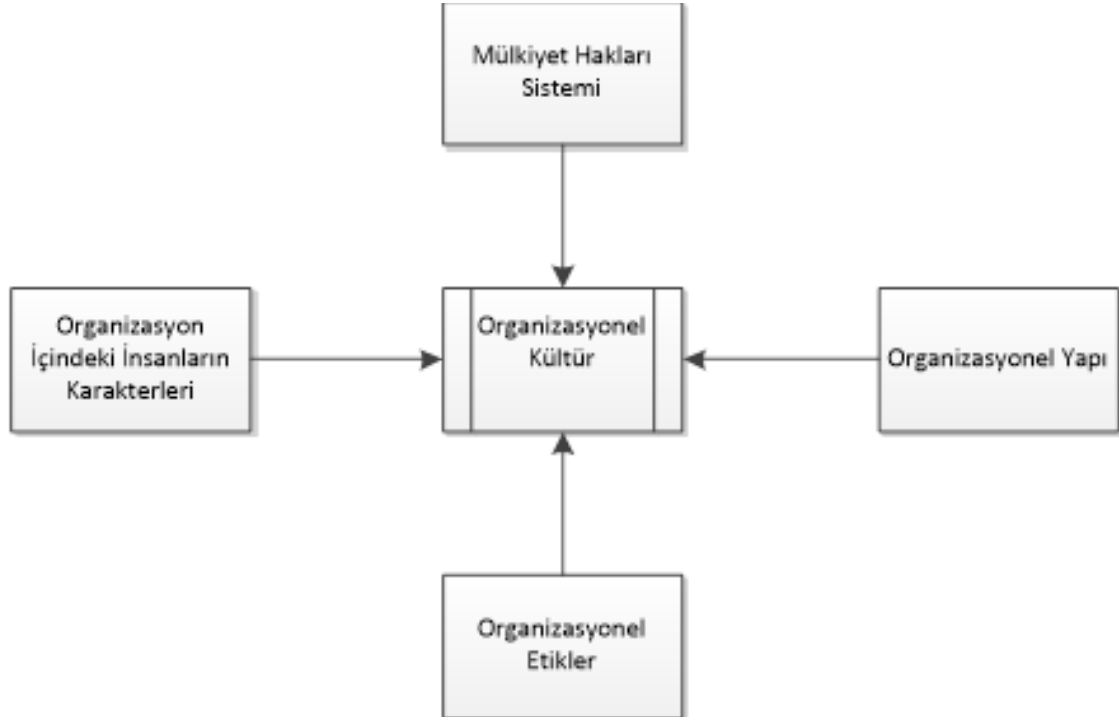 Mülkiyet Hakları
Sistemi
Organizasyon
İçindeki İnsanların
Karakterleri
Organizasyonel
Kültür
Organizasyonel Yapı
Organizasyonel
Etikler